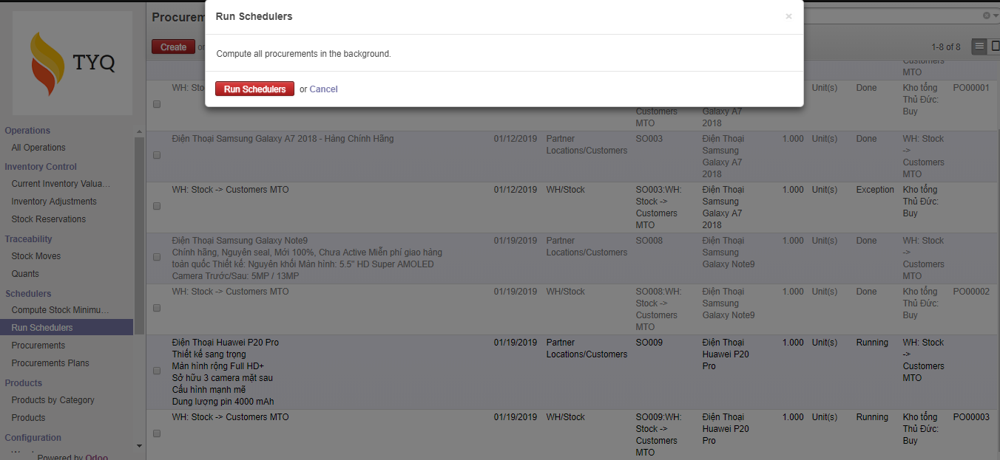 Run Schedulers
×
Compute all procurements in the background.
Run Schedulers or Cancel
TYQ
Operations
All Operations
Inventory Control
Current Inventory Valua...
Inventory Adjustments
Stock Reservations
Traceability
Stock Moves
Quants
Schedulers
Compute Stock Minimu...
Run Schedulers
Procurements
Procurements Plans
Products
Products by Category
Products
Configuration
Powered by Odoo
Procurem
Create or
1-8 of 8
Customers
MTO
WH: Sto
Customers
MTO
Galaxy A7
2018
Unit(s)
Done
Kho tổng
Thủ Đức:
Buy
PO00001
Điện Thoại Samsung Galaxy A7 2018 - Hàng Chính Hãng
01/12/2019
Partner
Locations/Customers
SO003
Điện Thoại
Samsung
Galaxy A7
2018
1.000
Unit(s)
Done
WH: Stock
->
Customers
MTO
WH: Stock -> Customers MTO
01/12/2019
WH/Stock
SO003:WH:
Stock ->
Customers
MTO
Điện Thoại
Samsung
Galaxy A7
2018
1.000
Unit(s)
Exception
Kho tổng
Thủ Đức:
Buy
Điện Thoại Samsung Galaxy Note9
Chính hãng, Nguyên seal, Mới 100%, Chưa Active Miễn phí giao hàng
toàn quốc Thiết kế: Nguyên khối Màn hình: 5.5" HD Super AMOLED
Camera Trước/Sau: 5MP / 13MP
01/19/2019
Partner
Locations/Customers
SO008
Điện Thoại
Samsung
Galaxy Note9
1.000
Unit(s)
Done
WH: Stock
->
Customers
MTO
WH: Stock -> Customers MTO
01/19/2019
WH/Stock
SO008:WH:
Stock ->
Customers
MTO
Điện Thoại
Samsung
Galaxy Note9
1.000
Unit(s)
Done
Kho tổng
Thủ Đức:
Buy
PO00002
Điện Thoại Huawei P20 Pro
Thiết kế sang trọng
Màn hình rộng Full HD+
Sở hữu 3 camera mặt sau
Cấu hình mạnh mẽ
Dung lượng pin 4000 mAh
01/19/2019
Partner
Locations/Customers
SO009
Điện Thoại
Huawei P20
Pro
1.000
Unit(s)
Running
WH: Stock
->
Customers
MTO
WH: Stock -> Customers MTO
01/19/2019
WH/Stock
SO009:WH:
Stock ->
Customers
MTO
Điện Thoại
Huawei P20
Pro
1.000
Unit(s)
Running
Kho tổng
Thủ Đức:
Buy
PO00003